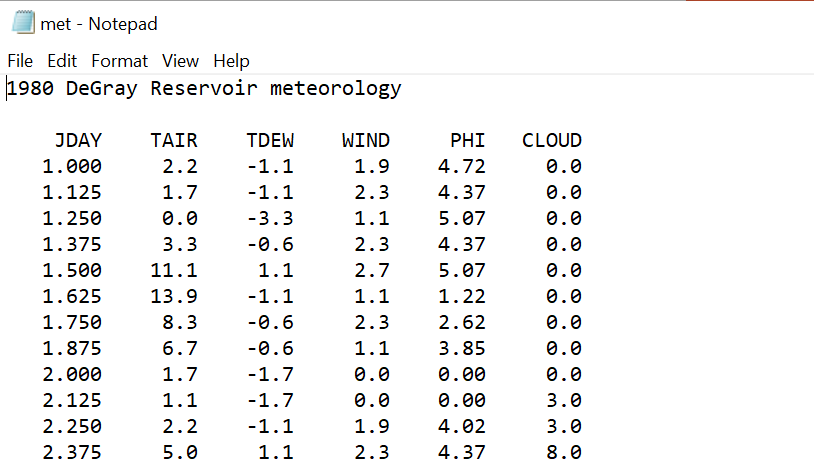 met - Notepad
File Edit Format View Help
1980 DeGray Reservoir meteorology
JDAY TAIR TDEW WIND PHI CLOUD
1.000 2.2 -1.1 1.9 4.72 0.0
1.125 1.7 -1.1 2.3 4.37 0.0
1.250 0.0 -3.3 1.1 5.07 0.0
1.375 3.3 -0.6 2.3 4.37 0.0
1.500 11.1 1.1 2.7 5.07 0.0
1.625 13.9 -1.1 1.1 1.22 0.0
1.750 8.3 -0.6 2.3 2.62 0.0
1.875 6.7 -0.6 1.1 3.85 0.0
2.000 1.7 -1.7 0.0 0.00 0.0
2.125 1.1 -1.7 0.0 0.00 3.0
2.250 2.2 -1.1 1.9 4.02 3.0
2.375 5.0 1.1 2.3 4.37 8.0